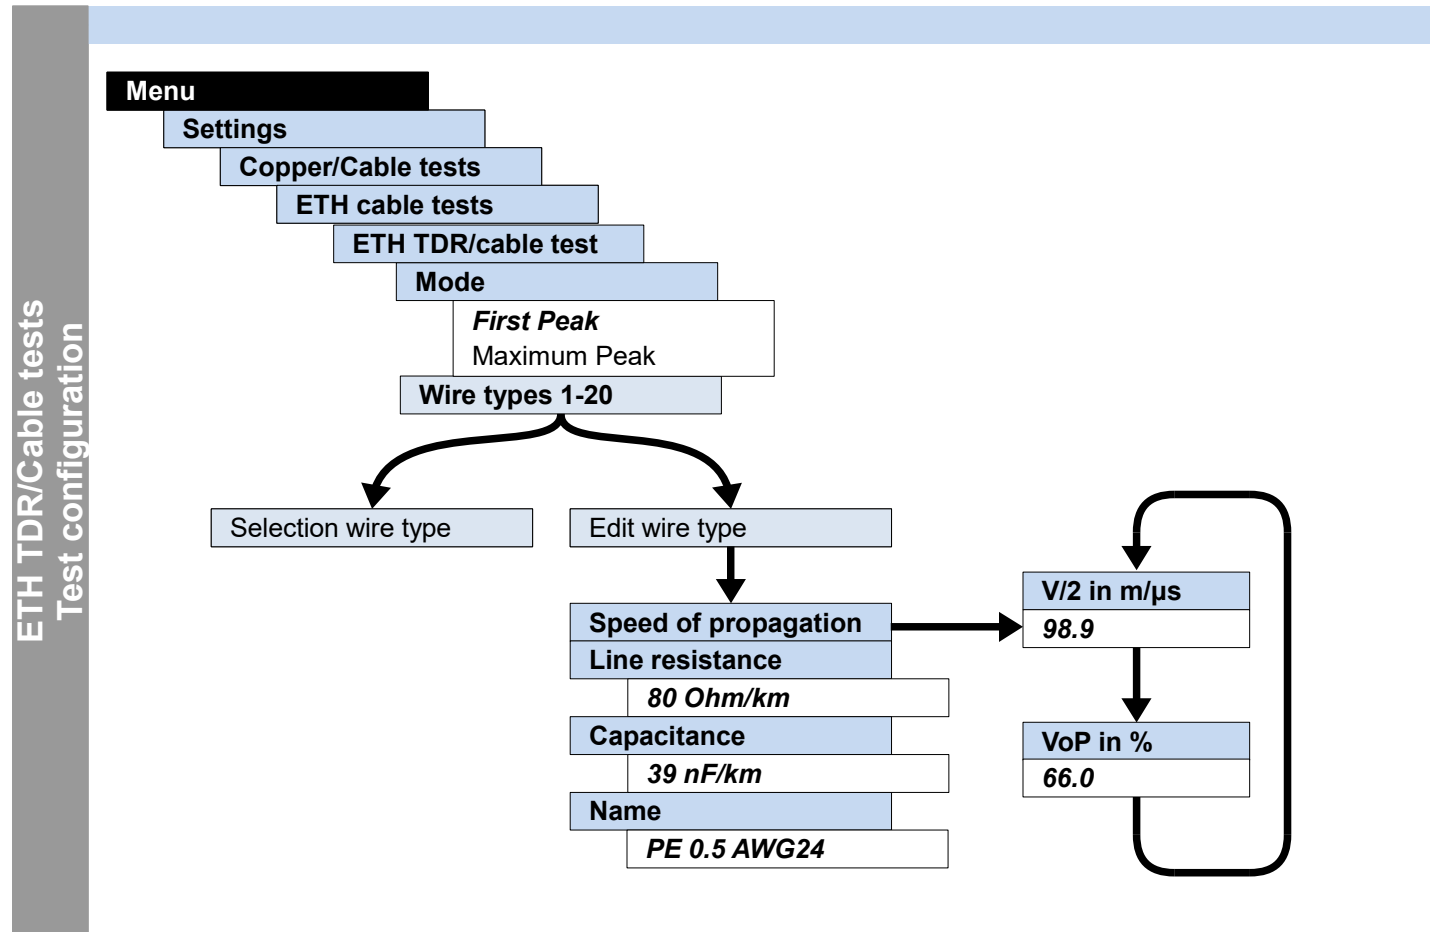 ETH TDR/Cable tests
Test configuration
Menu
Settings
Copper/Cable tests
ETH cable tests
ETH TDR/cable test
Mode
First Peak
Maximum Peak
Wire types 1-20
Selection wire type
Edit wire type
Speed of propagation
Line resistance
80 Ohm/km
Capacitance
39 nF/km
Name
PE 0.5 AWG24
V/2 in m/µs
98.9
VoP in %
66.0